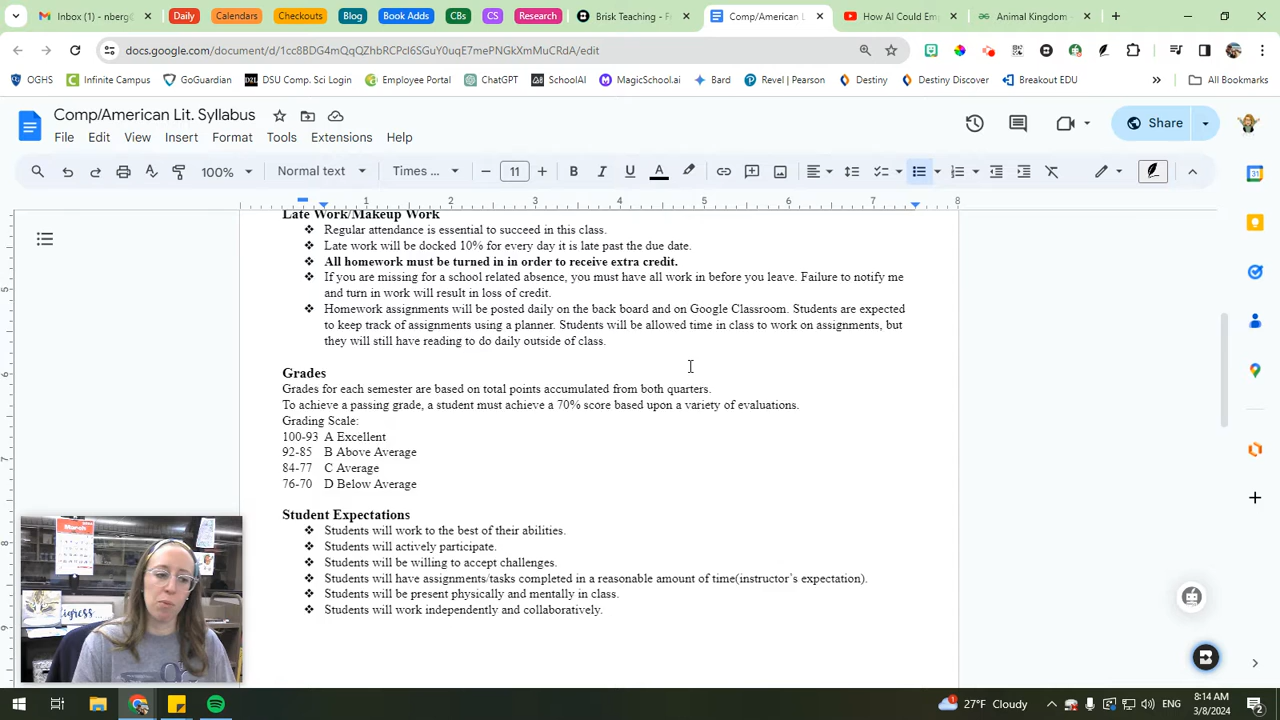 Inbox (1) - nberg
Daily
Calendars
Checkouts
Blog
Book Adds
CBs
CS
Research
Brisk Teaching - F
Comp/American Lit. S
How AI Could Em
Animal Kingdom
docs.google.com/document/d/1cc8BDG4mQqQZhbRCPcI6SGuY0uqE7mePNGkXmMuCRdA/edit
OGHS
Infinite Campus
GoGuardian
DSU Comp. Sci Login
Employee Portal
ChatGPT
SchoolAI
MagicSchool.ai
Bard
Revel | Pearson
Destiny
Destiny Discover
Breakout EDU
All Bookmarks
Comp/American Lit. Syllabus
File Edit View Insert Format Tools Extensions Help
Share
100%
Normal text
Times ...
11
1 2 3 4 5 6 7 8
Late Work/Makeup Work
❖ Regular attendance is essential to succeed in this class.
❖ Late work will be docked 10% for every day it is late past the due date.
❖ All homework must be turned in in order to receive extra credit.
❖ If you are missing for a school related absence, you must have all work in before you leave. Failure to notify me
and turn in work will result in loss of credit.
❖ Homework assignments will be posted daily on the back board and on Google Classroom. Students are expected
to keep track of assignments using a planner. Students will be allowed time in class to work on assignments, but
they will still have reading to do daily outside of class.
Grades
Grades for each semester are based on total points accumulated from both quarters.
To achieve a passing grade, a student must achieve a 70% score based upon a variety of evaluations.
Grading Scale:
100-93 A Excellent
92-85 B Above Average
84-77 C Average
76-70 D Below Average
Student Expectations
❖ Students will work to the best of their abilities.
❖ Students will actively participate.
❖ Students will be willing to accept challenges.
❖ Students will have assignments/tasks completed in a reasonable amount of time(instructor's expectation).
❖ Students will be present physically and mentally in class.
❖ Students will work independently and collaboratively.
March
27°F Cloudy
ENG
8:14 AM
3/8/2024